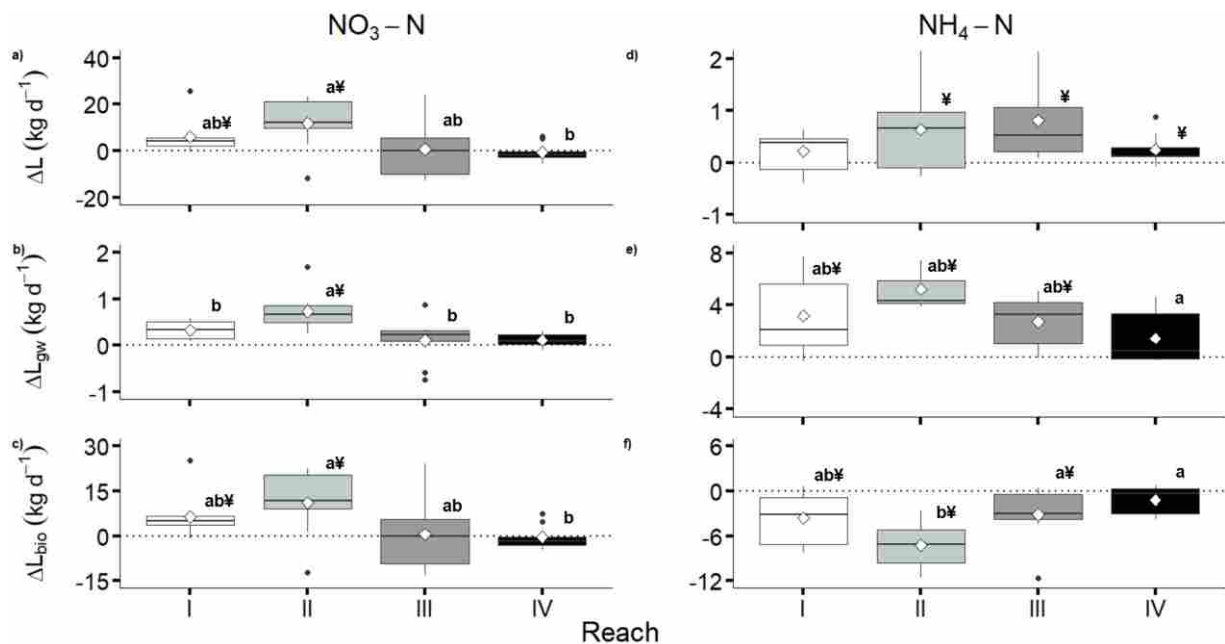 NO₃ – N NH₄ – N
a)
ΔL (kg d⁻¹)
40
20
0
-20
ab¥ a¥ ab b
d)
2
1
0
-1
¥ ¥ ¥
b)
ΔLgw (kg d⁻¹)
2
1
0
-1
b a¥ b b
e)
8
4
0
-4
ab¥ ab¥ ab¥ a
c)
ΔLbio (kg d⁻¹)
30
15
0
-15
ab¥ a¥ ab b
f)
6
0
-6
-12
ab¥ b¥ a¥ a
I II III IV I II III IV
Reach